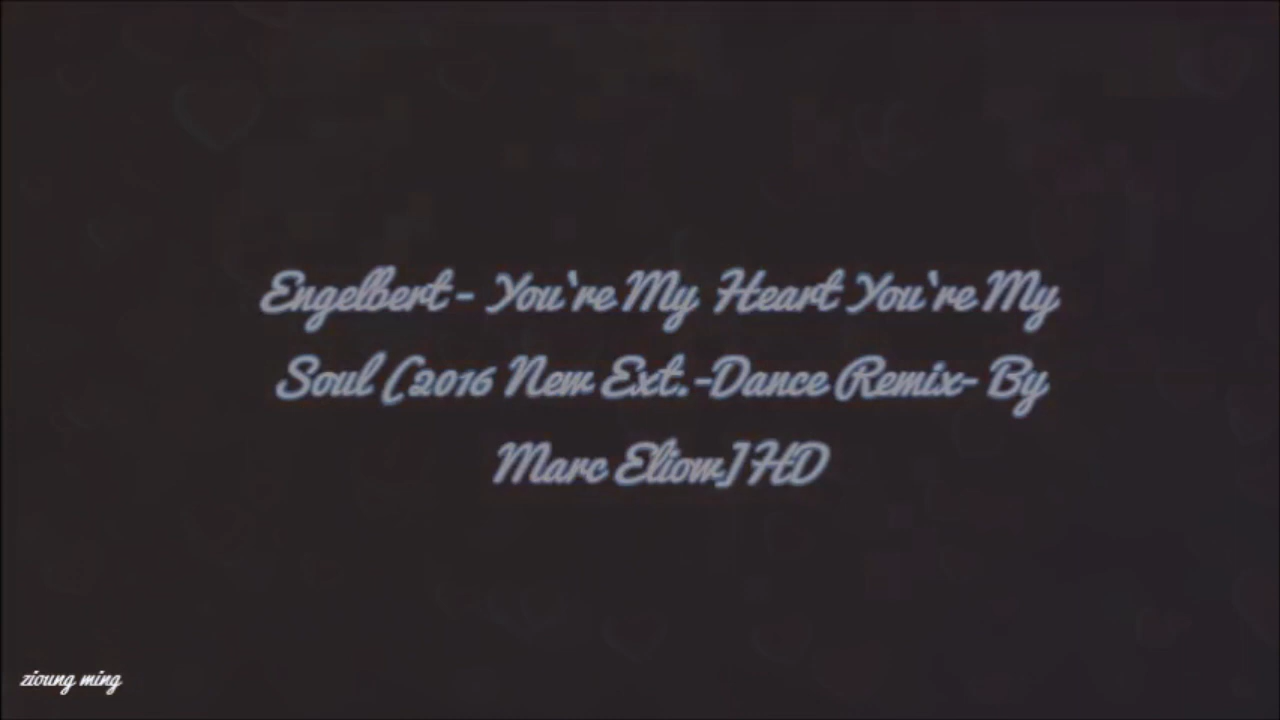 Engelbert - You`re My Heart You`re My
Soul [2016 New Ext.-Dance Remix- By
Marc Eliow] HD
zioung ming